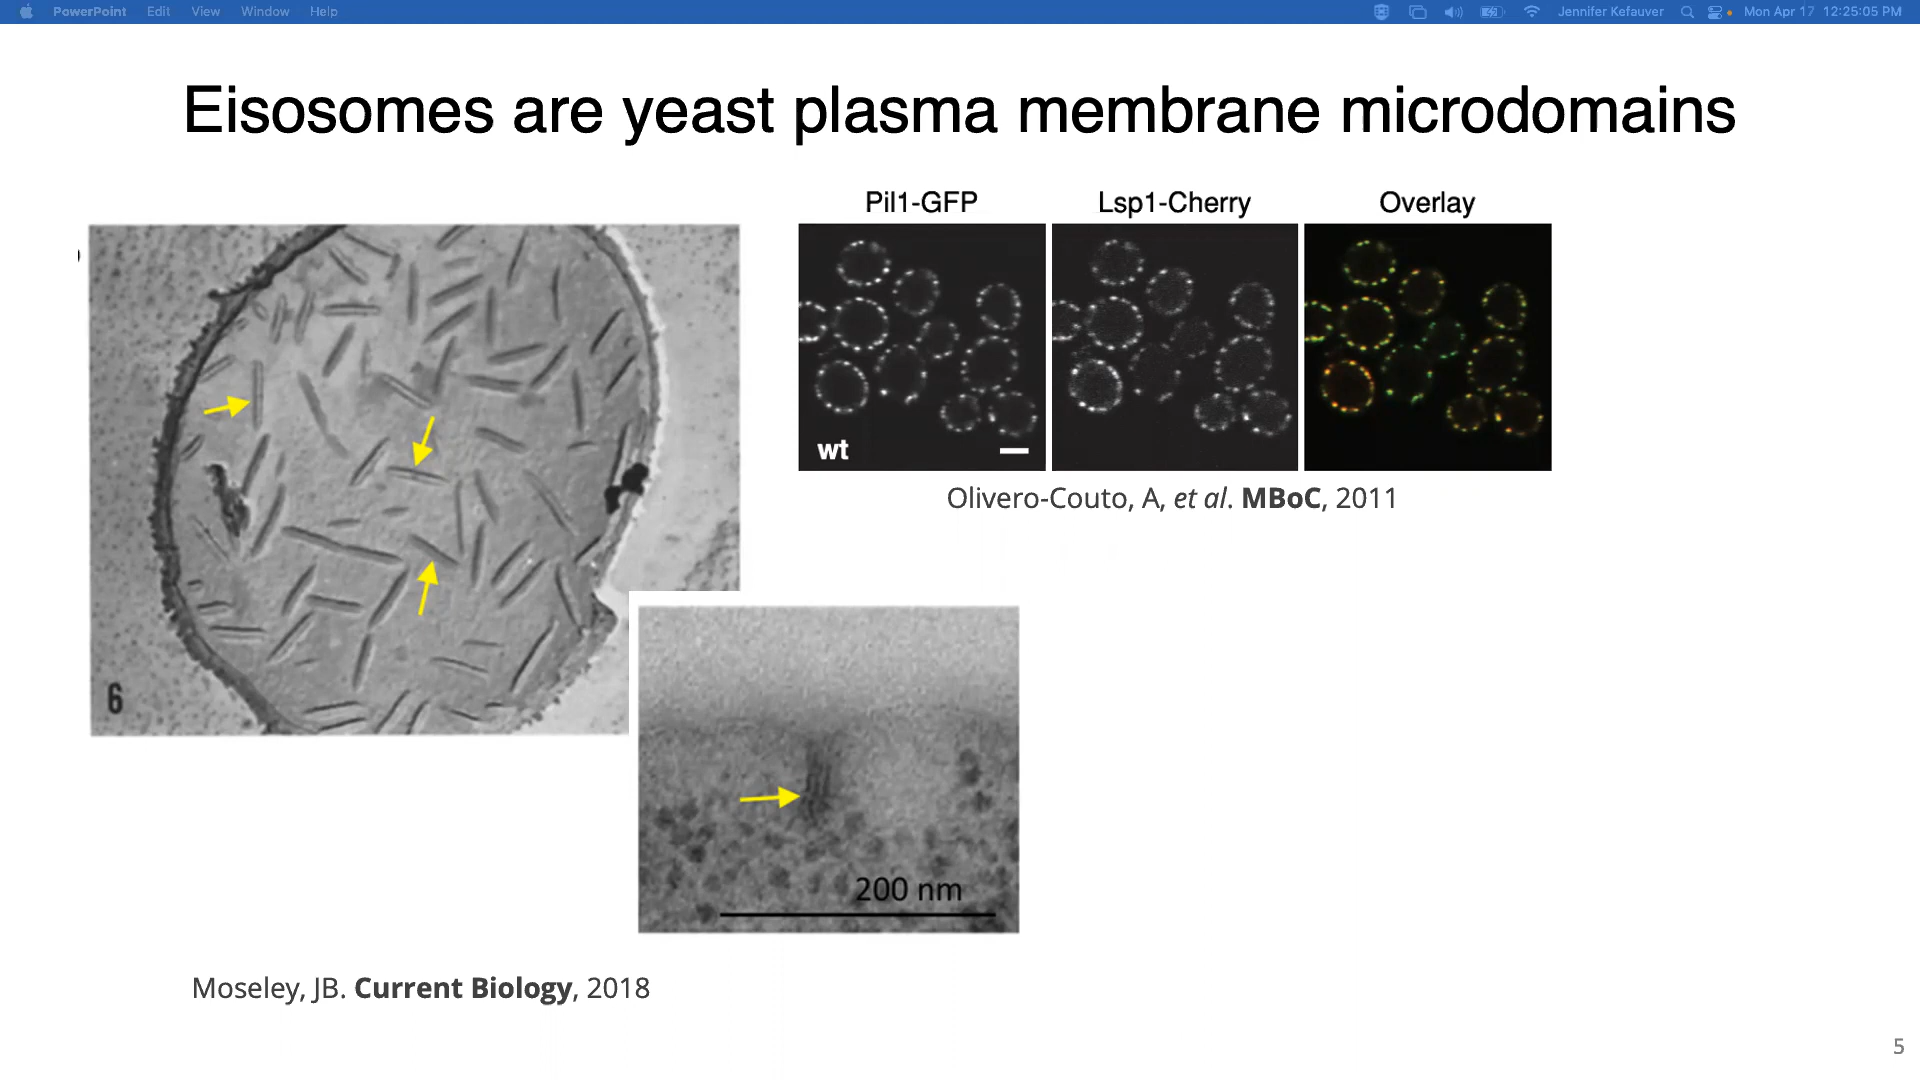 PowerPoint Edit View Window Help
Jennifer Kefauver Mon Apr 17 12:25:05 PM
Eisosomes are yeast plasma membrane microdomains
Pil1-GFP Lsp1-Cherry Overlay
wt
Olivero-Couto, A, et al. MBoC, 2011
6
200 nm
Moseley, JB. Current Biology, 2018
5